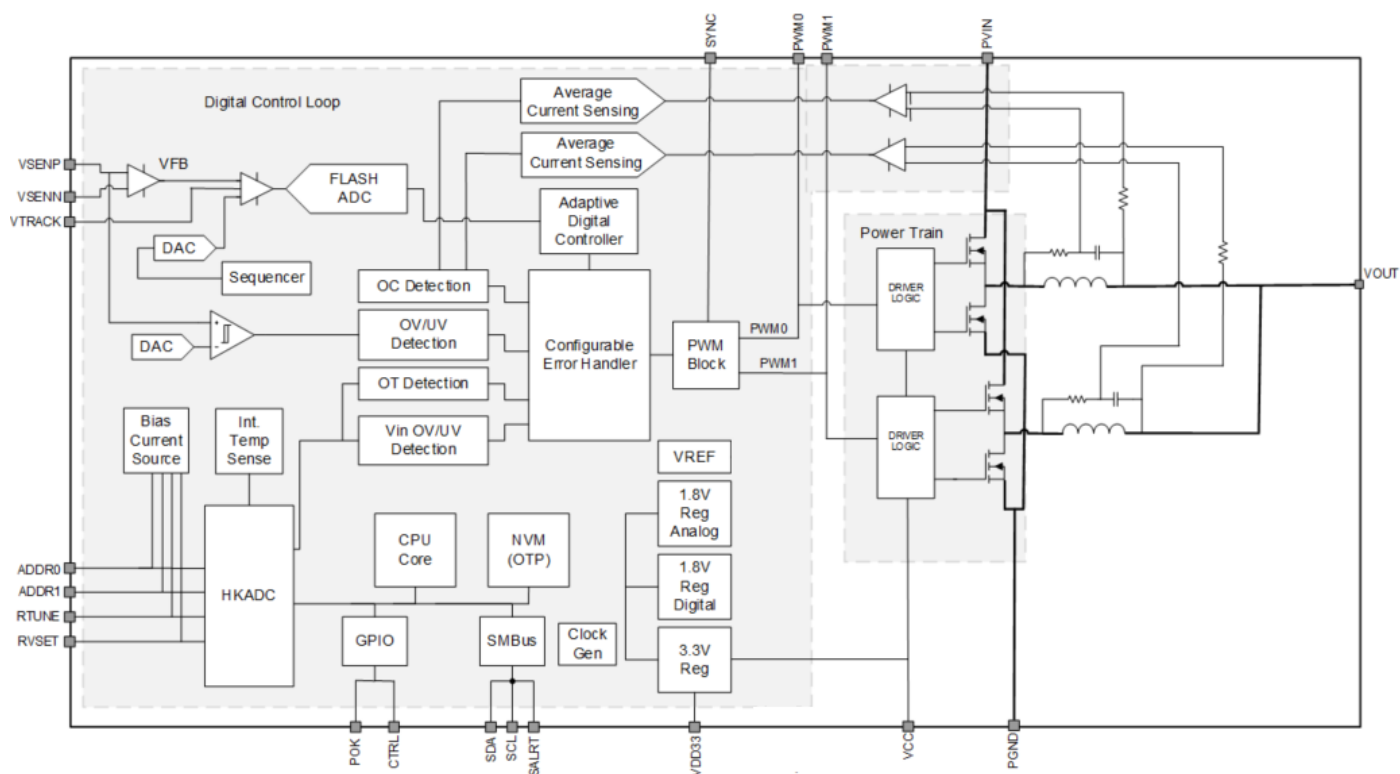 SYNC
PWM0
PWM1
PVIN
Digital Control Loop
Average
Current Sensing
Average
Current Sensing
VSENP
VFB
VSENN
VTRACK
FLASH
ADC
Adaptive
Digital
Controller
DAC
Sequencer
Power Train
OC Detection
DRIVER
LOGIC
VOUT
+
-
DAC
OV/UV
Detection
Configurable
Error Handler
PWM
Block
PWM0
PWM1
OT Detection
Vin OV/UV
Detection
Bias
Current
Source
Int.
Temp
Sense
DRIVER
LOGIC
VREF
1.8V
Reg
Analog
CPU
Core
NVM
(OTP)
ADDR0
ADDR1
RTUNE
RVSET
HKADC
1.8V
Reg
Digital
GPIO
SMBus
Clock
Gen
3.3V
Reg
POK
CTRL
SDA
SCL
SALRT
VDD33
VCC
PGND